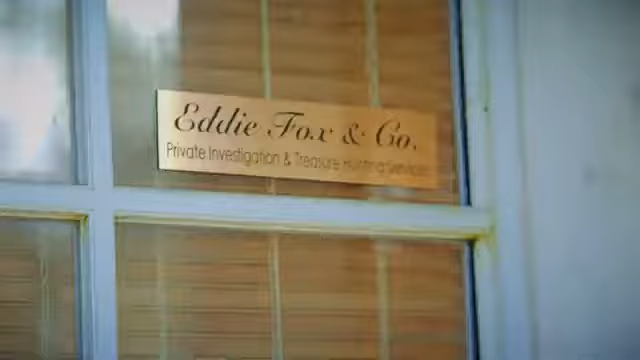 Eddie Fox & Co.
Private Investigation & Treasure Hunting Services